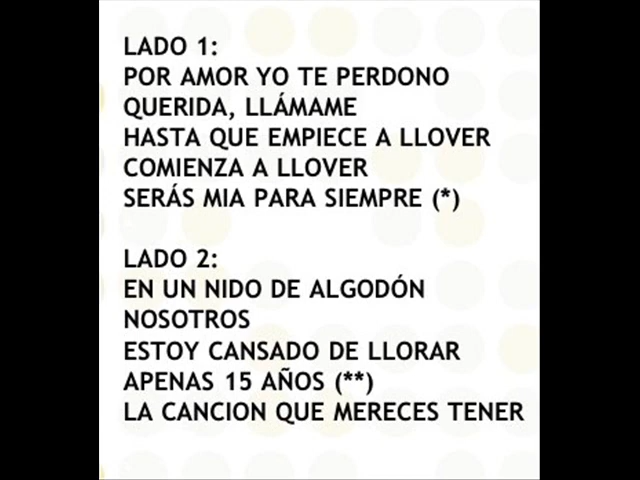 LADO 1:
POR AMOR YO TE PERDONO
QUERIDA, LLÁMAME
HASTA QUE EMPIECE A LLOVER
COMIENZA A LLOVER
SERÁS MIA PARA SIEMPRE (*)
LADO 2:
EN UN NIDO DE ALGODÓN
NOSOTROS
ESTOY CANSADO DE LLORAR
APENAS 15 AÑOS (**)
LA CANCION QUE MERECES TENER